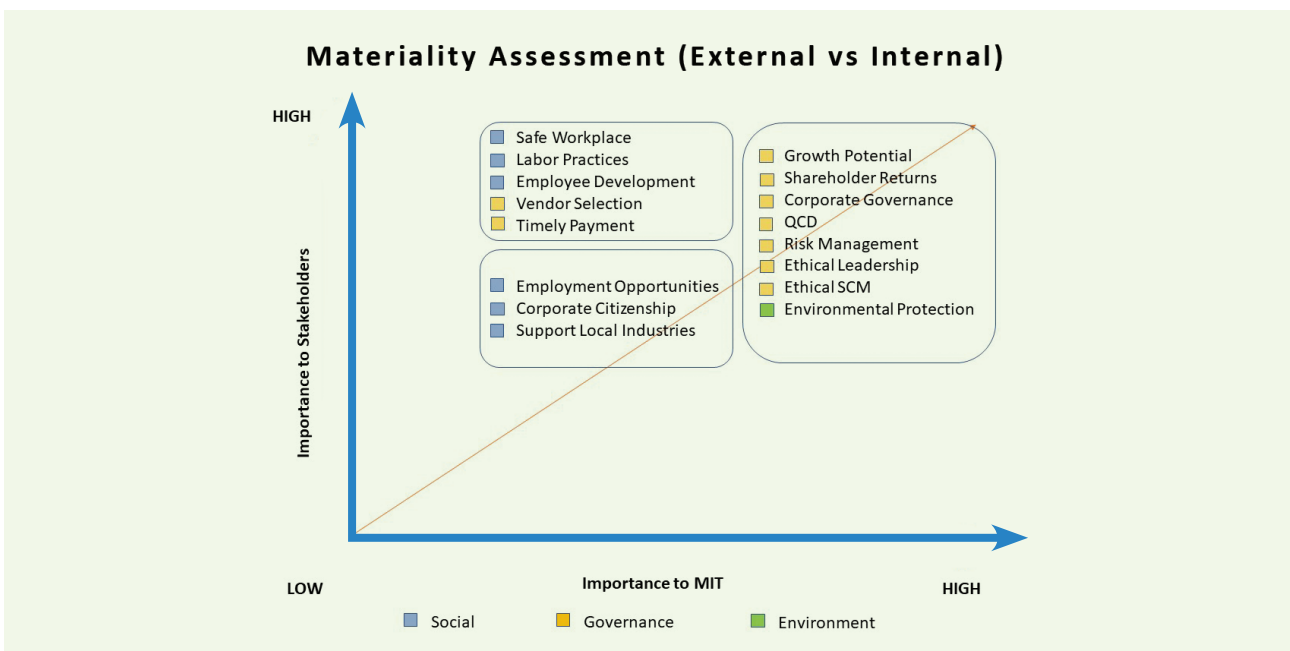 Materiality Assessment (External vs Internal)
HIGH
Importance to Stakeholders
Safe Workplace
Labor Practices
Employee Development
Vendor Selection
Timely Payment
Employment Opportunities
Corporate Citizenship
Support Local Industries
Growth Potential
Shareholder Returns
Corporate Governance
QCD
Risk Management
Ethical Leadership
Ethical SCM
Environmental Protection
LOW
Importance to MIT
HIGH
Social
Governance
Environment